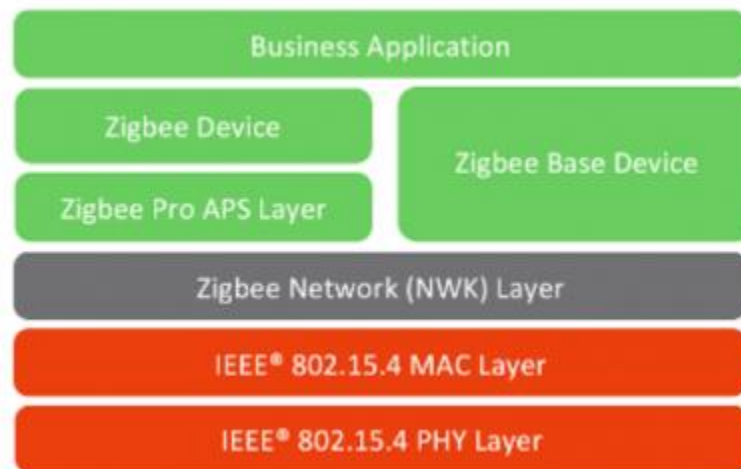 Business Application
Zigbee Device
Zigbee Base Device
Zigbee Pro APS Layer
Zigbee Network (NWK) Layer
IEEE® 802.15.4 MAC Layer
IEEE® 802.15.4 PHY Layer